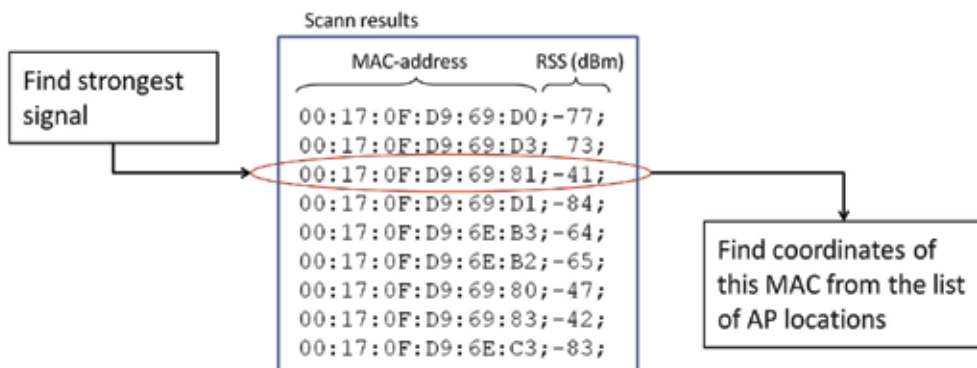 Scann results
MAC-address RSS (dBm)
Find strongest
signal
00:17:0F:D9:69:D0;-77;
00:17:0F:D9:69:D3; 73;
00:17:0F:D9:69:81;-41;
00:17:0F:D9:69:D1;-84;
00:17:0F:D9:6E:B3;-64;
00:17:0F:D9:6E:B2;-65;
00:17:0F:D9:69:80;-47;
00:17:0F:D9:69:83;-42;
00:17:0F:D9:6E:C3;-83;
Find coordinates of
this MAC from the list
of AP locations